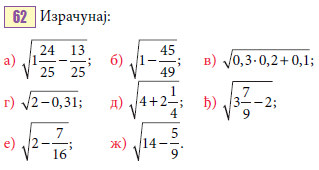 62 Израчунај:
а) √(1 24/25 − 13/25); б) √(1 − 45/49); в) √(0,3·0,2+0,1);
г) √(2−0,31); д) √(4+2 1/4); ђ) √(3 7/9 − 2);
е) √(2 − 7/16); ж) √(14 − 5/9).